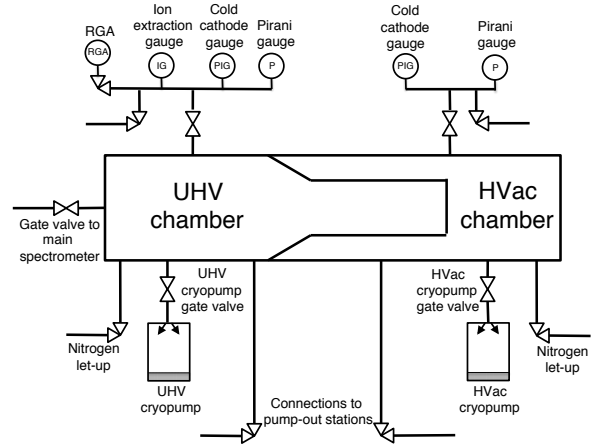 RGA
Ion
extraction
gauge
Cold
cathode
gauge
Pirani
gauge
Cold
cathode
gauge
Pirani
gauge
RGA
IG
PIG
P
PIG
P
UHV
chamber
HVac
chamber
Gate valve to
main
spectrometer
UHV
cryopump
gate valve
HVac
cryopump
gate valve
Nitrogen
let-up
Nitrogen
let-up
UHV
cryopump
Connections to
pump-out stations
HVac
cryopump